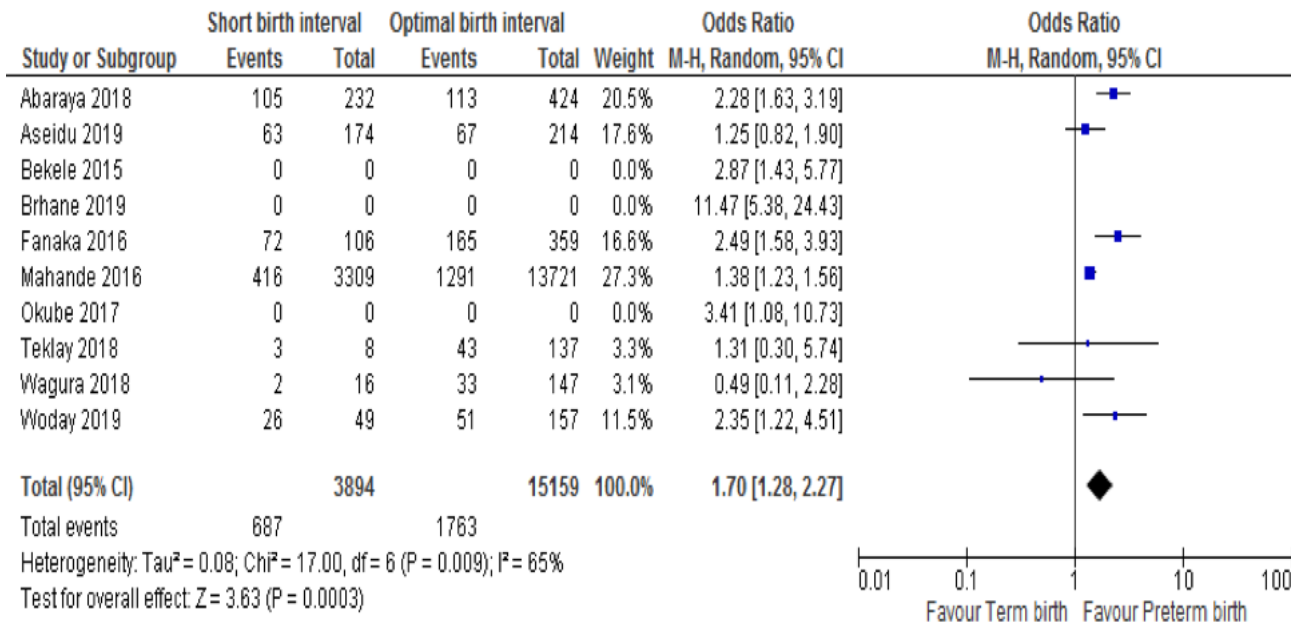 Short birth interval Optimal birth interval Odds Ratio Odds Ratio
Study or Subgroup Events Total Events Total Weight M-H, Random, 95% CI M-H, Random, 95% CI
Abaraya 2018 105 232 113 424 20.5% 2.28 [1.63, 3.19]
Aseidu 2019 63 174 67 214 17.6% 1.25 [0.82, 1.90]
Bekele 2015 0 0 0 0 0.0% 2.87 [1.43, 5.77]
Brhane 2019 0 0 0 0 0.0% 11.47 [5.38, 24.43]
Fanaka 2016 72 106 165 359 16.6% 2.49 [1.58, 3.93]
Mahande 2016 416 3309 1291 13721 27.3% 1.38 [1.23, 1.56]
Okube 2017 0 0 0 0 0.0% 3.41 [1.08, 10.73]
Teklay 2018 3 8 43 137 3.3% 1.31 [0.30, 5.74]
Wagura 2018 2 16 33 147 3.1% 0.49 [0.11, 2.28]
Woday 2019 26 49 51 157 11.5% 2.35 [1.22, 4.51]
Total (95% CI) 3894 15159 100.0% 1.70 [1.28, 2.27]
Total events 687 1763
Heterogeneity: Tau² = 0.08; Chi² = 17.00, df = 6 (P = 0.009); I² = 65%
Test for overall effect: Z = 3.63 (P = 0.0003)
0.01 0.1 1 10 100
Favour Term birth Favour Preterm birth